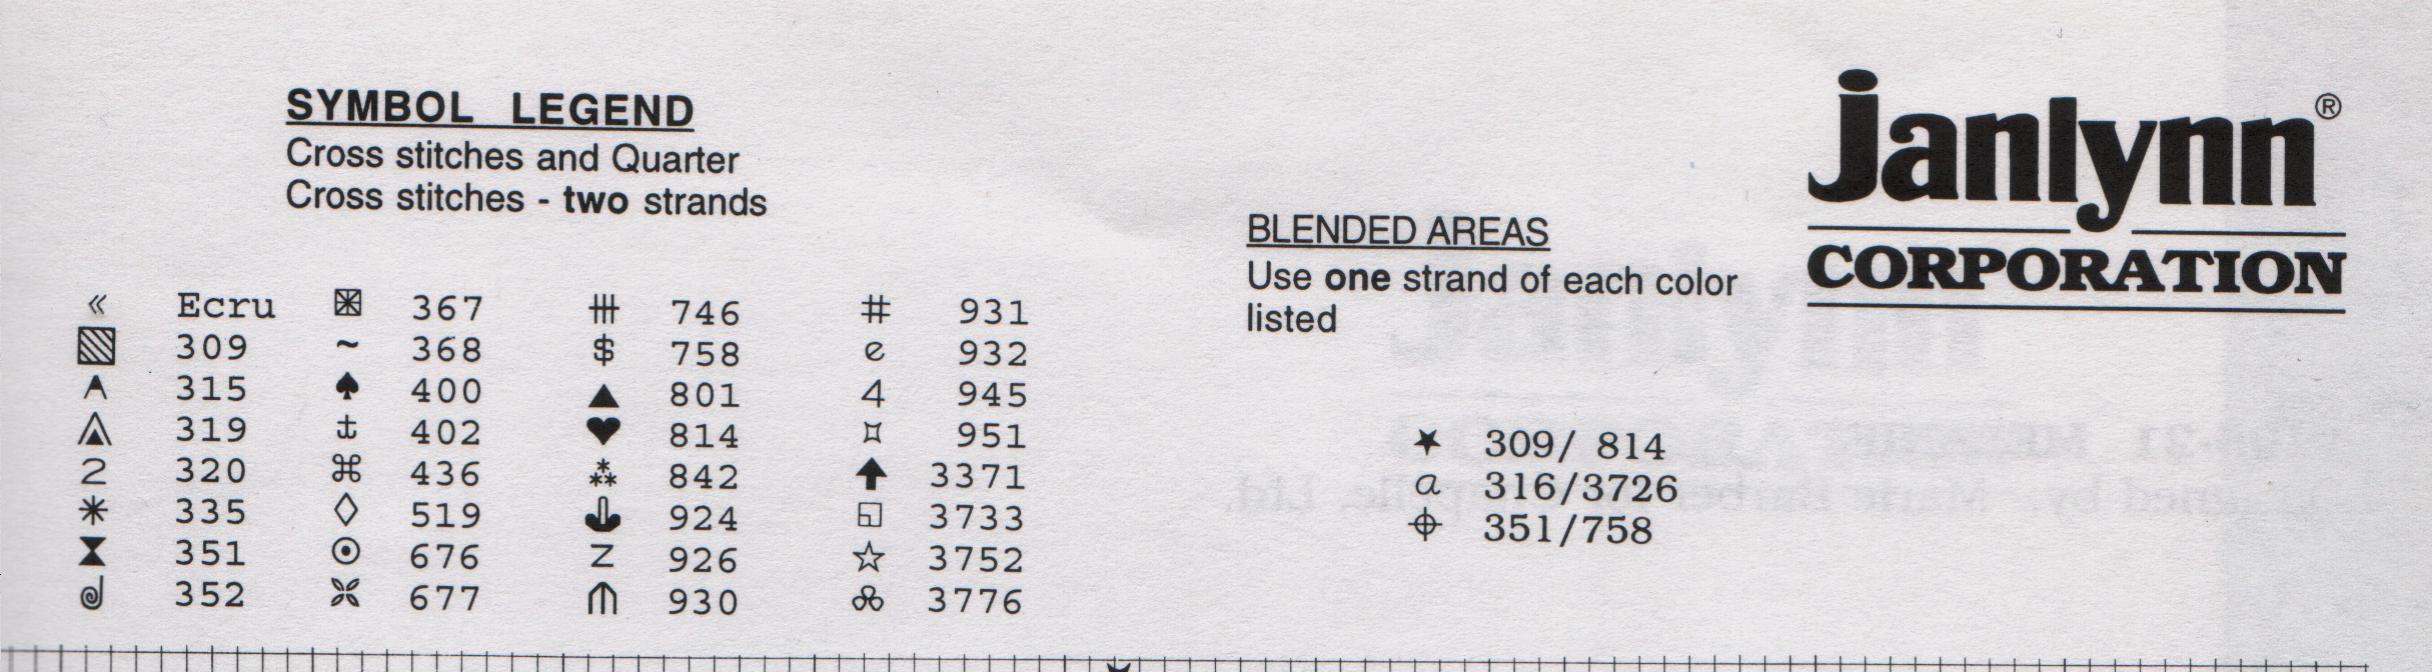 SYMBOL LEGEND
Cross stitches and Quarter
Cross stitches - two strands
« Ecru
309
315
319
2 320
✳ 335
351
352
367
~ 368
♠ 400
402
⌘ 436
◇ 519
☉ 676
677
746
$ 758
▲ 801
♥ 814
⁂ 842
924
Z 926
930
# 931
e 932
4 945
951
⬆ 3371
3733
☆ 3752
3776
BLENDED AREAS
Use one strand of each color
listed
★ 309/ 814
a 316/3726
⌖ 351/758
janlynn®
CORPORATION